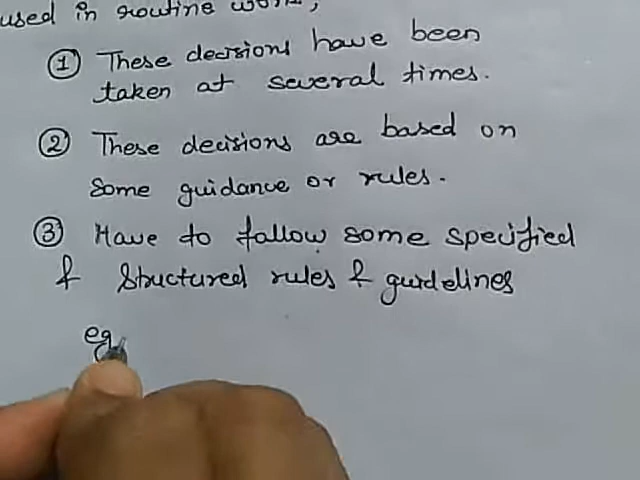 used in routine work,
① These decisions have been
taken at several times.
② These decisions are based on
some guidance or rules.
③ Have to follow some specified
& structured rules & guidelines
eg